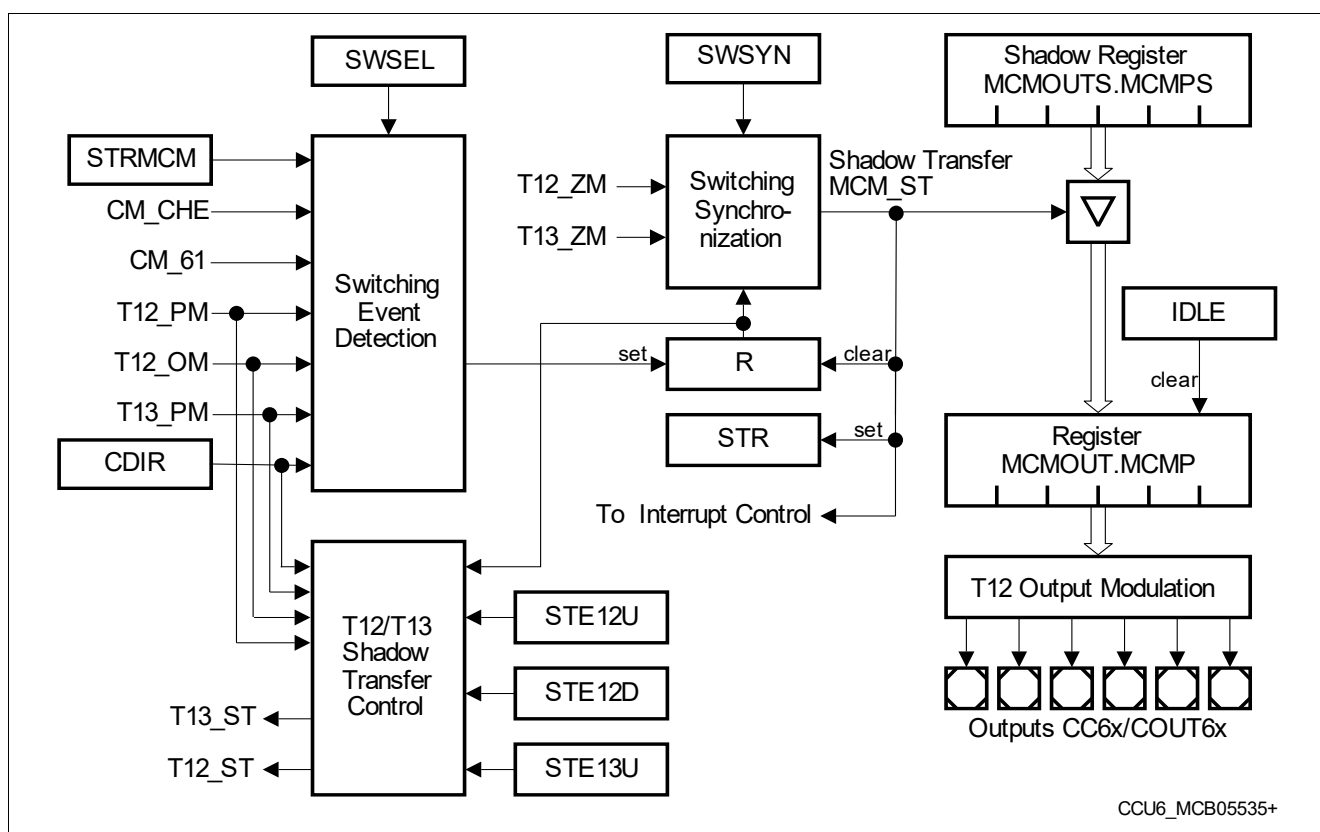 SWSEL
SWSYN
Shadow Register
MCMOUTS.MCMPS
STRMCM
CM_CHE
CM_61
T12_PM
T12_OM
T13_PM
CDIR
Switching
Event
Detection
T12_ZM
T13_ZM
Switching
Synchro-
nization
Shadow Transfer
MCM_ST
IDLE
clear
set
R
clear
STR
set
To Interrupt Control
Register
MCMOUT.MCMP
T12 Output Modulation
T12/T13
Shadow
Transfer
Control
STE12U
STE12D
STE13U
T13_ST
T12_ST
Outputs CC6x/COUT6x
CCU6_MCB05535+